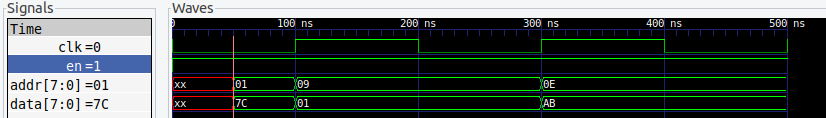 Signals
Waves
Time
clk=0
en=1
addr[7:0]=01
data[7:0]=7C
0 100 ns 200 ns 300 ns 400 ns 500 ns
xx 01 09 0E
xx 7C 01 AB